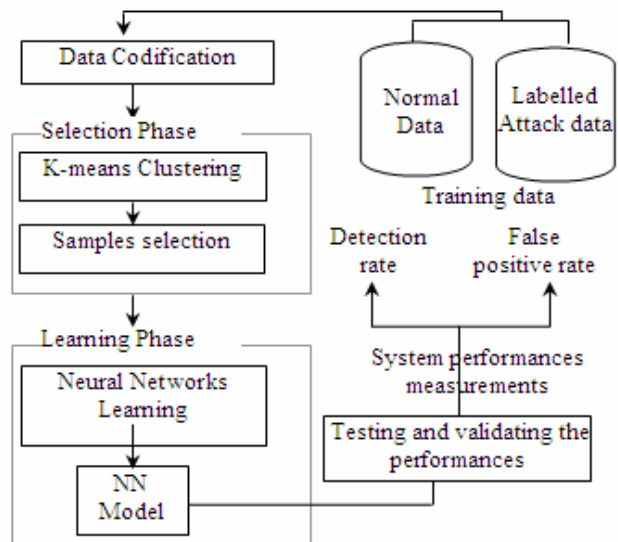 Data Codification
Normal
Data
Labelled
Attack data
Training data
Selection Phase
K-means Clustering
Samples selection
Detection
rate
False
positive rate
Learning Phase
Neural Networks
Learning
NN
Model
System performances
measurements
Testing and validating the
performances